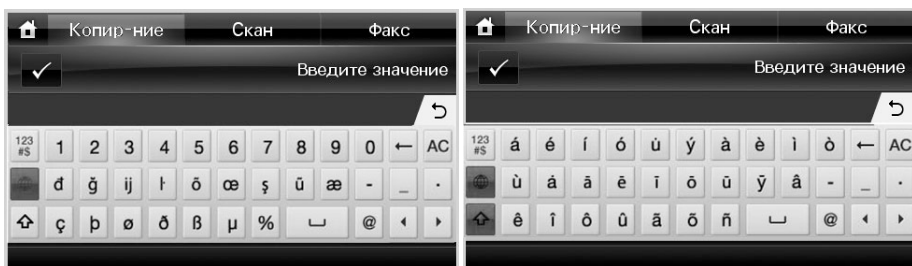 Копир-ние Скан Факс
Введите значение
123 #$ 1 2 3 4 5 6 7 8 9 0 ← AC
đ ğ ij ŀ õ œ ş ū æ - _ .
ç þ ø ð ß µ % @
Копир-ние Скан Факс
Введите значение
123 #$ á é í ó ú ý à è ì ò ← AC
ù ā ē ī ō ū ȳ â - _ .
ê î ô û ã õ ñ @